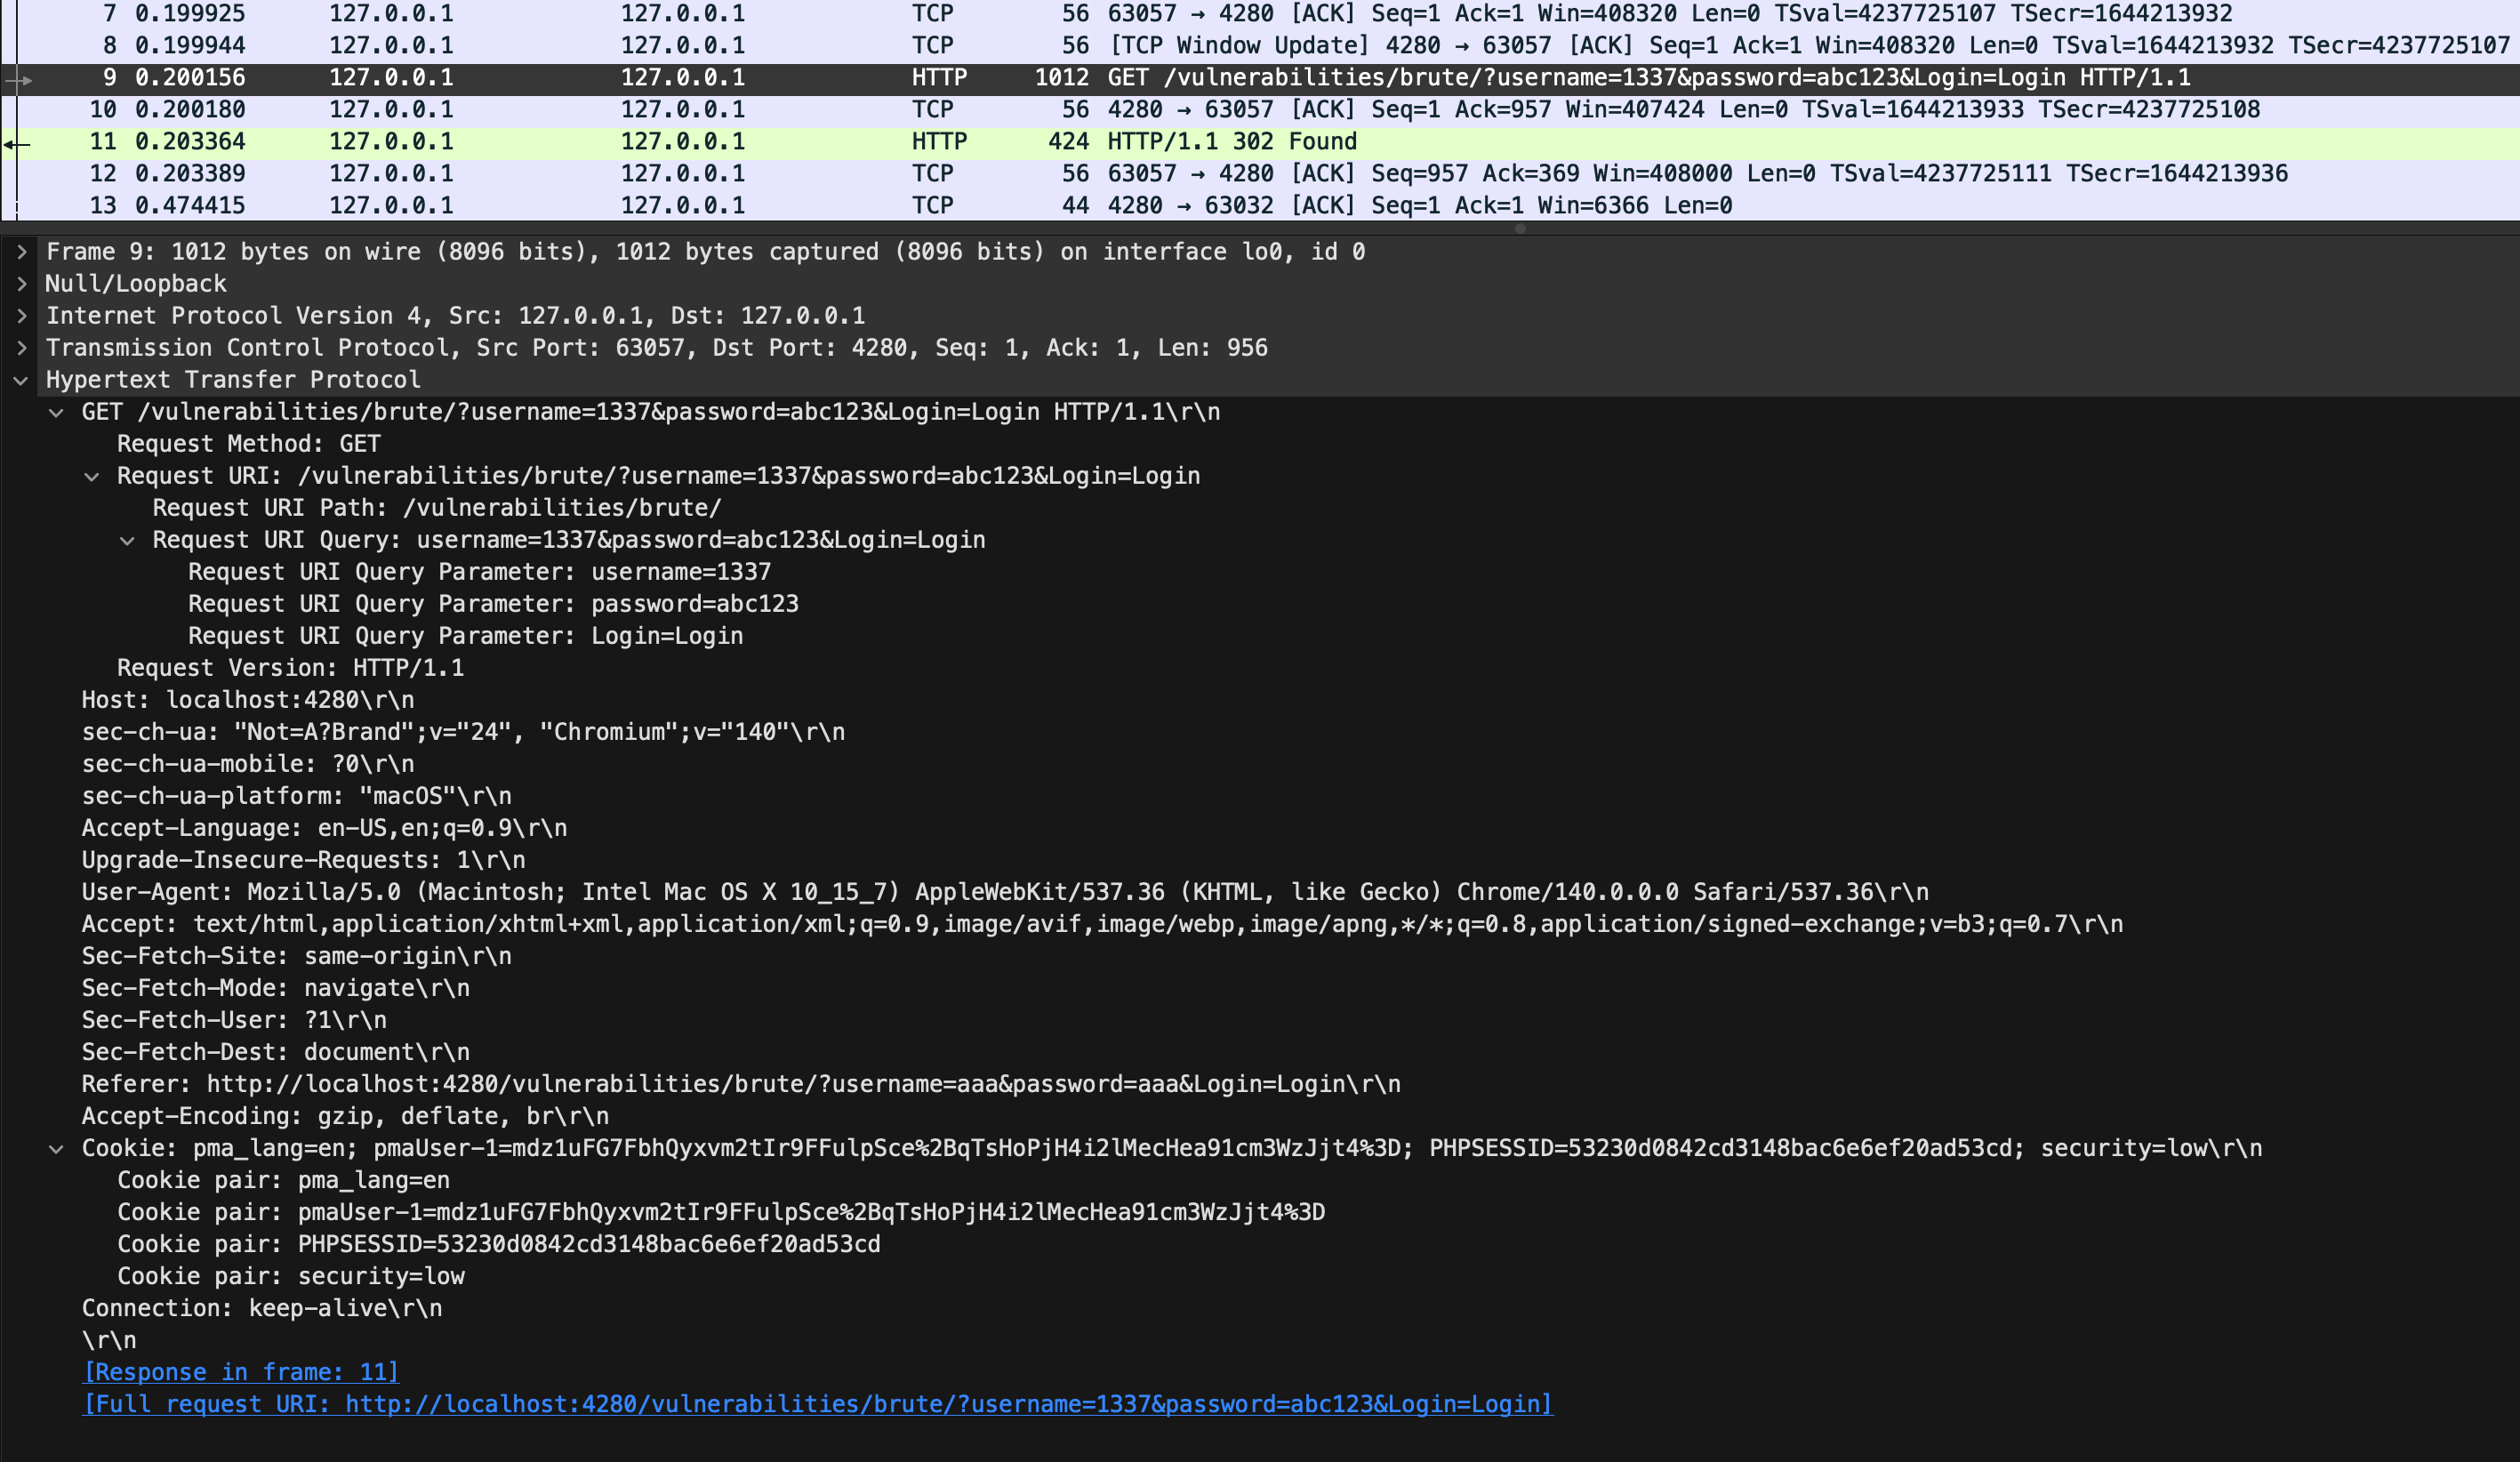 7 0.199925 127.0.0.1 127.0.0.1 TCP 56 63057 → 4280 [ACK] Seq=1 Ack=1 Win=408320 Len=0 TSval=4237725107 TSecr=1644213932
8 0.199944 127.0.0.1 127.0.0.1 TCP 56 [TCP Window Update] 4280 → 63057 [ACK] Seq=1 Ack=1 Win=408320 Len=0 TSval=1644213932 TSecr=4237725107
9 0.200156 127.0.0.1 127.0.0.1 HTTP 1012 GET /vulnerabilities/brute/?username=1337&password=abc123&Login=Login HTTP/1.1
10 0.200180 127.0.0.1 127.0.0.1 TCP 56 4280 → 63057 [ACK] Seq=1 Ack=957 Win=407424 Len=0 TSval=1644213933 TSecr=4237725108
11 0.203364 127.0.0.1 127.0.0.1 HTTP 424 HTTP/1.1 302 Found
12 0.203389 127.0.0.1 127.0.0.1 TCP 56 63057 → 4280 [ACK] Seq=957 Ack=369 Win=408000 Len=0 TSval=4237725111 TSecr=1644213936
13 0.474415 127.0.0.1 127.0.0.1 TCP 44 4280 → 63032 [ACK] Seq=1 Ack=1 Win=6366 Len=0
Frame 9: 1012 bytes on wire (8096 bits), 1012 bytes captured (8096 bits) on interface lo0, id 0
Null/Loopback
Internet Protocol Version 4, Src: 127.0.0.1, Dst: 127.0.0.1
Transmission Control Protocol, Src Port: 63057, Dst Port: 4280, Seq: 1, Ack: 1, Len: 956
Hypertext Transfer Protocol
GET /vulnerabilities/brute/?username=1337&password=abc123&Login=Login HTTP/1.1\r\n
Request Method: GET
Request URI: /vulnerabilities/brute/?username=1337&password=abc123&Login=Login
Request URI Path: /vulnerabilities/brute/
Request URI Query: username=1337&password=abc123&Login=Login
Request URI Query Parameter: username=1337
Request URI Query Parameter: password=abc123
Request URI Query Parameter: Login=Login
Request Version: HTTP/1.1
Host: localhost:4280\r\n
sec-ch-ua: "Not=A?Brand";v="24", "Chromium";v="140"\r\n
sec-ch-ua-mobile: ?0\r\n
sec-ch-ua-platform: "macOS"\r\n
Accept-Language: en-US,en;q=0.9\r\n
Upgrade-Insecure-Requests: 1\r\n
User-Agent: Mozilla/5.0 (Macintosh; Intel Mac OS X 10_15_7) AppleWebKit/537.36 (KHTML, like Gecko) Chrome/140.0.0.0 Safari/537.36\r\n
Accept: text/html,application/xhtml+xml,application/xml;q=0.9,image/avif,image/webp,image/apng,*/*;q=0.8,application/signed-exchange;v=b3;q=0.7\r\n
Sec-Fetch-Site: same-origin\r\n
Sec-Fetch-Mode: navigate\r\n
Sec-Fetch-User: ?1\r\n
Sec-Fetch-Dest: document\r\n
Referer: http://localhost:4280/vulnerabilities/brute/?username=aaa&password=aaa&Login=Login\r\n
Accept-Encoding: gzip, deflate, br\r\n
Cookie: pma_lang=en; pmaUser-1=mdz1uFG7FbhQyxvm2tIr9FFulpSce%2BqTsHoPjH4i2lMecHea91cm3WzJjt4%3D; PHPSESSID=53230d0842cd3148bac6e6ef20ad53cd; security=low\r\n
Cookie pair: pma_lang=en
Cookie pair: pmaUser-1=mdz1uFG7FbhQyxvm2tIr9FFulpSce%2BqTsHoPjH4i2lMecHea91cm3WzJjt4%3D
Cookie pair: PHPSESSID=53230d0842cd3148bac6e6ef20ad53cd
Cookie pair: security=low
Connection: keep-alive\r\n
\r\n
[Response in frame: 11]
[Full request URI: http://localhost:4280/vulnerabilities/brute/?username=1337&password=abc123&Login=Login]